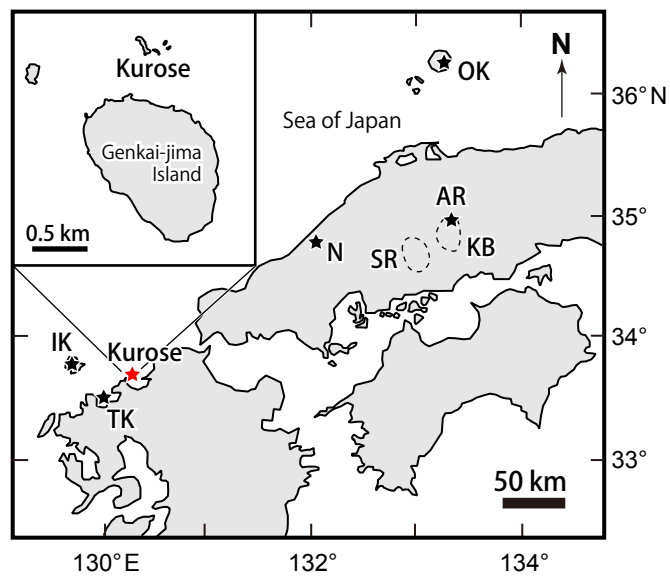 Kurose
Genkai-jima
Island
0.5 km
N
OK
36° N
Sea of Japan
AR
35°
N
SR
KB
IK
Kurose
34°
TK
33°
50 km
130° E
132°
134°